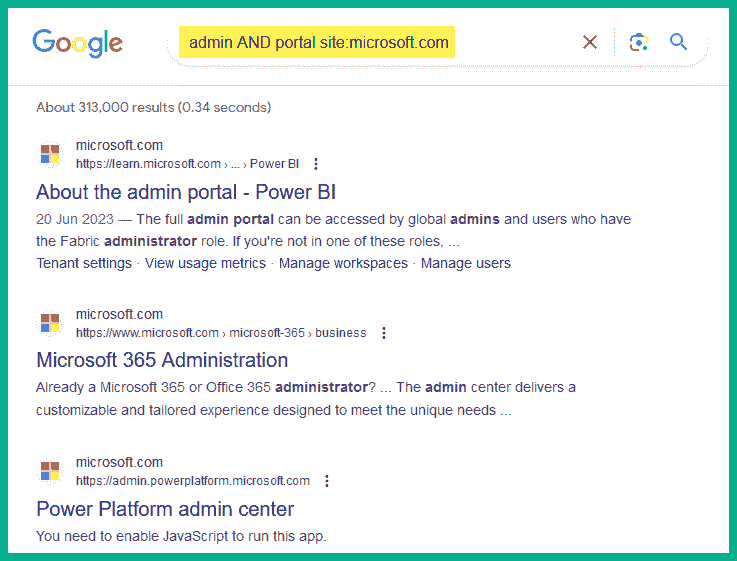 Google
admin AND portal site:microsoft.com
About 313,000 results (0.34 seconds)
microsoft.com
https://learn.microsoft.com › ... › Power BI
About the admin portal - Power BI
20 Jun 2023 — The full admin portal can be accessed by global admins and users who have
the Fabric administrator role. If you're not in one of these roles, ...
Tenant settings · View usage metrics · Manage workspaces · Manage users
microsoft.com
https://www.microsoft.com › microsoft-365 › business
Microsoft 365 Administration
Already a Microsoft 365 or Office 365 administrator? ... The admin center delivers a
customizable and tailored experience designed to meet the unique needs ...
microsoft.com
https://admin.powerplatform.microsoft.com
Power Platform admin center
You need to enable JavaScript to run this app.